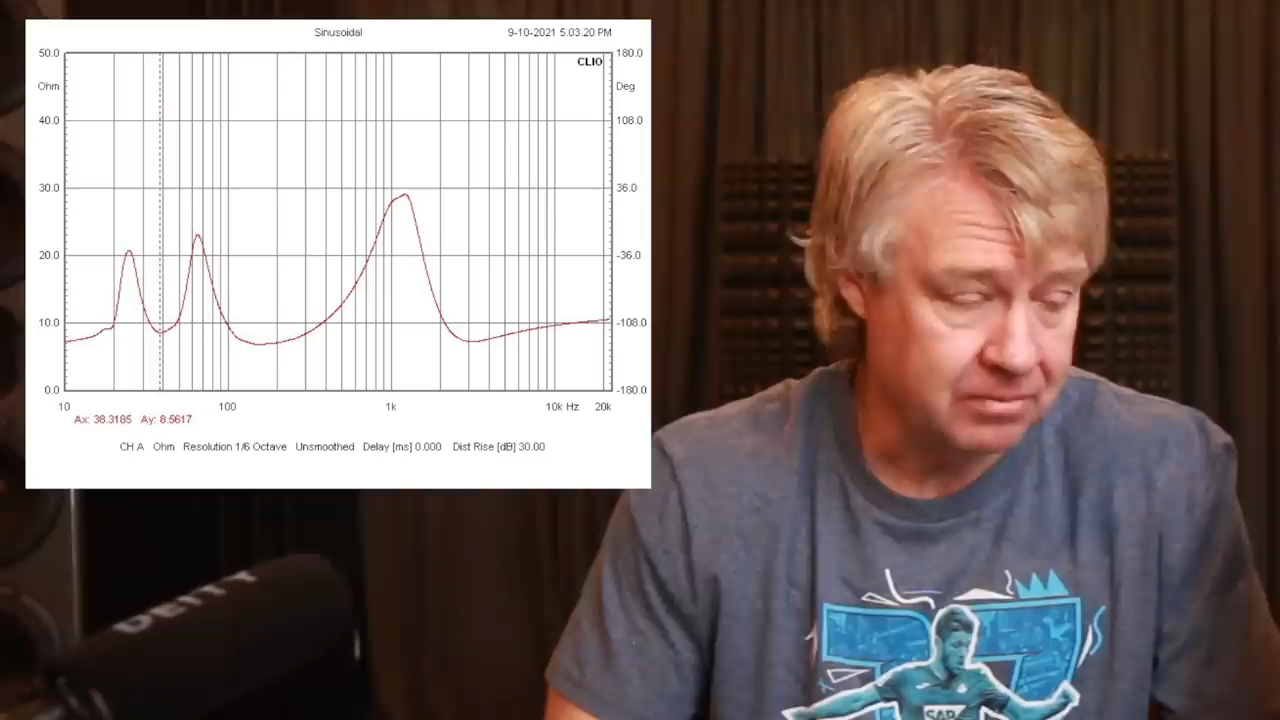 Sinusoidal 9-10-2021 5.03.20 PM
50.0 180.0
CLIO
Ohm Deg
40.0 108.0
30.0 36.0
20.0 -36.0
10.0 -108.0
0.0 -180.0
10 100 1k 10k Hz 20k
Ax: 38.3185 Ay: 8.5617
CH A Ohm Resolution 1/6 Octave Unsmoothed Delay [ms] 0.000 Dist Rise [dB] 30.00
DEITY
27
SAP